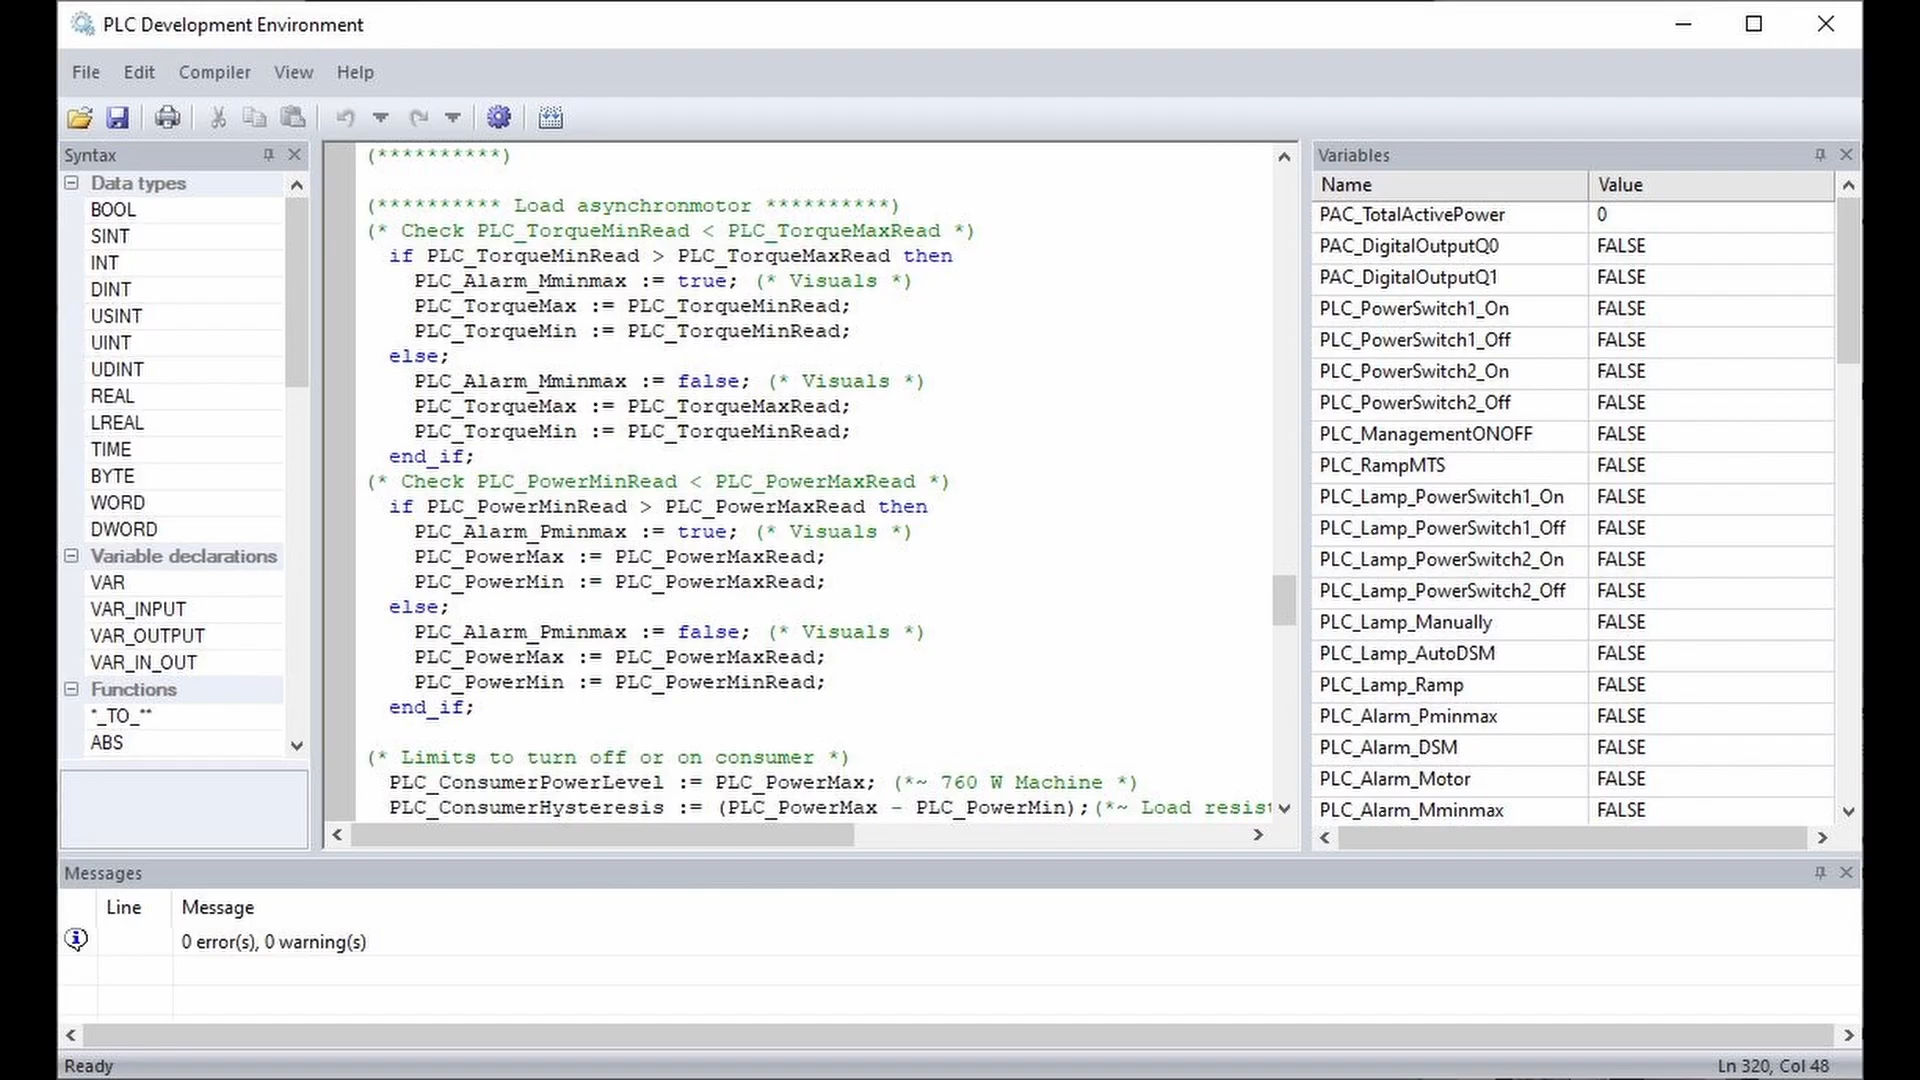 PLC Development Environment
File Edit Compiler View Help
Syntax
Data types
BOOL
SINT
INT
DINT
USINT
UINT
UDINT
REAL
LREAL
TIME
BYTE
WORD
DWORD
Variable declarations
VAR
VAR_INPUT
VAR_OUTPUT
VAR_IN_OUT
Functions
*_TO_**
ABS
(**********)
(********** Load asynchronmotor **********)
(* Check PLC_TorqueMinRead < PLC_TorqueMaxRead *)
if PLC_TorqueMinRead > PLC_TorqueMaxRead then
PLC_Alarm_Mminmax := true; (* Visuals *)
PLC_TorqueMax := PLC_TorqueMinRead;
PLC_TorqueMin := PLC_TorqueMinRead;
else;
PLC_Alarm_Mminmax := false; (* Visuals *)
PLC_TorqueMax := PLC_TorqueMaxRead;
PLC_TorqueMin := PLC_TorqueMinRead;
end_if;
(* Check PLC_PowerMinRead < PLC_PowerMaxRead *)
if PLC_PowerMinRead > PLC_PowerMaxRead then
PLC_Alarm_Pminmax := true; (* Visuals *)
PLC_PowerMax := PLC_PowerMaxRead;
PLC_PowerMin := PLC_PowerMaxRead;
else;
PLC_Alarm_Pminmax := false; (* Visuals *)
PLC_PowerMax := PLC_PowerMaxRead;
PLC_PowerMin := PLC_PowerMinRead;
end_if;
(* Limits to turn off or on consumer *)
PLC_ConsumerPowerLevel := PLC_PowerMax; (*~ 760 W Machine *)
PLC_ConsumerHysteresis := (PLC_PowerMax - PLC_PowerMin);(*~ Load resist
Variables
Name Value
PAC_TotalActivePower 0
PAC_DigitalOutputQ0 FALSE
PAC_DigitalOutputQ1 FALSE
PLC_PowerSwitch1_On FALSE
PLC_PowerSwitch1_Off FALSE
PLC_PowerSwitch2_On FALSE
PLC_PowerSwitch2_Off FALSE
PLC_ManagementONOFF FALSE
PLC_RampMTS FALSE
PLC_Lamp_PowerSwitch1_On FALSE
PLC_Lamp_PowerSwitch1_Off FALSE
PLC_Lamp_PowerSwitch2_On FALSE
PLC_Lamp_PowerSwitch2_Off FALSE
PLC_Lamp_Manually FALSE
PLC_Lamp_AutoDSM FALSE
PLC_Lamp_Ramp FALSE
PLC_Alarm_Pminmax FALSE
PLC_Alarm_DSM FALSE
PLC_Alarm_Motor FALSE
PLC_Alarm_Mminmax FALSE
Messages
Line Message
0 error(s), 0 warning(s)
Ready
Ln 320, Col 48